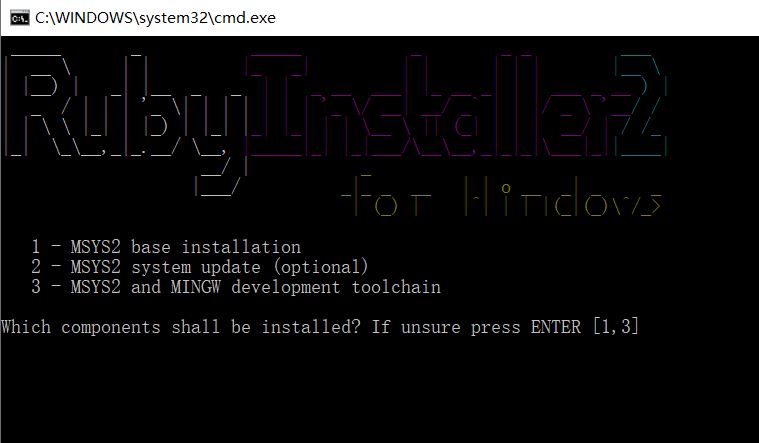 C:\WINDOWS\system32\cmd.exe
RubyInstaller2
for Windows
1 - MSYS2 base installation
2 - MSYS2 system update (optional)
3 - MSYS2 and MINGW development toolchain
Which components shall be installed? If unsure press ENTER [1,3]